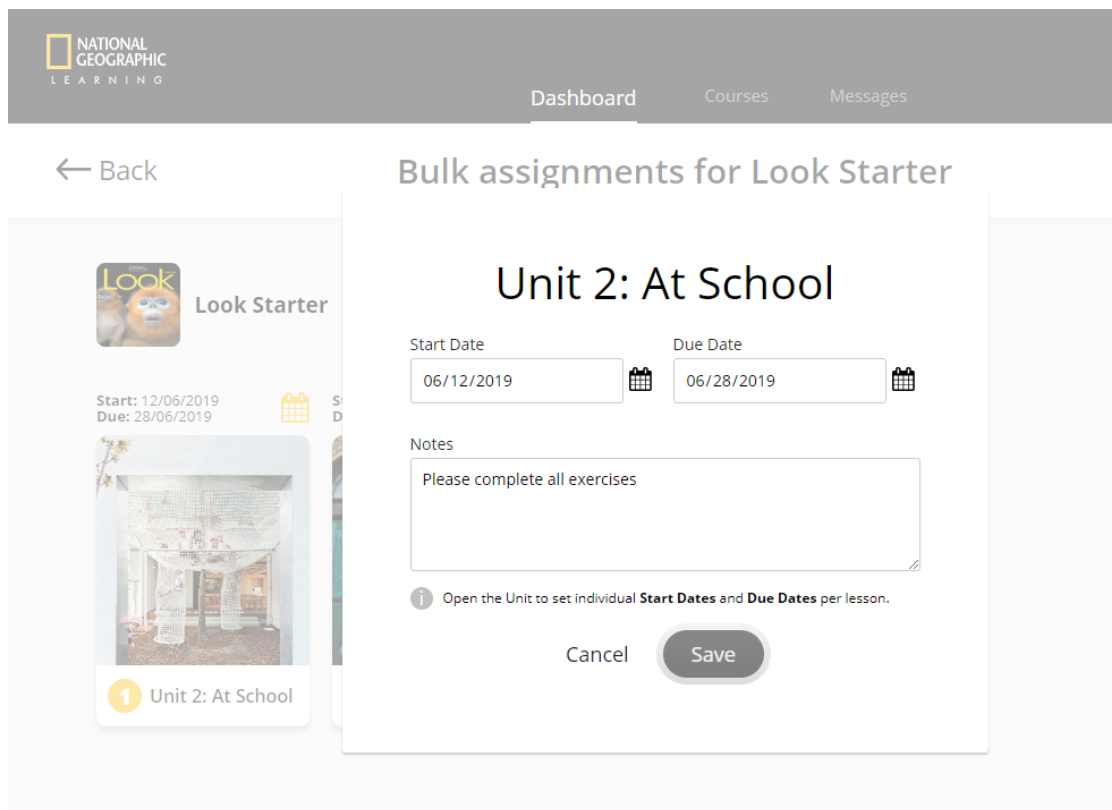 NATIONAL
GEOGRAPHIC
LEARNING
Dashboard
Courses
Messages
← Back
Bulk assignments for Look Starter
Look
Look Starter
Start: 12/06/2019
Due: 28/06/2019
S
D
1
Unit 2: At School
Unit 2: At School
Start Date
Due Date
06/12/2019
06/28/2019
Notes
Please complete all exercises
i Open the Unit to set individual Start Dates and Due Dates per lesson.
Cancel
Save